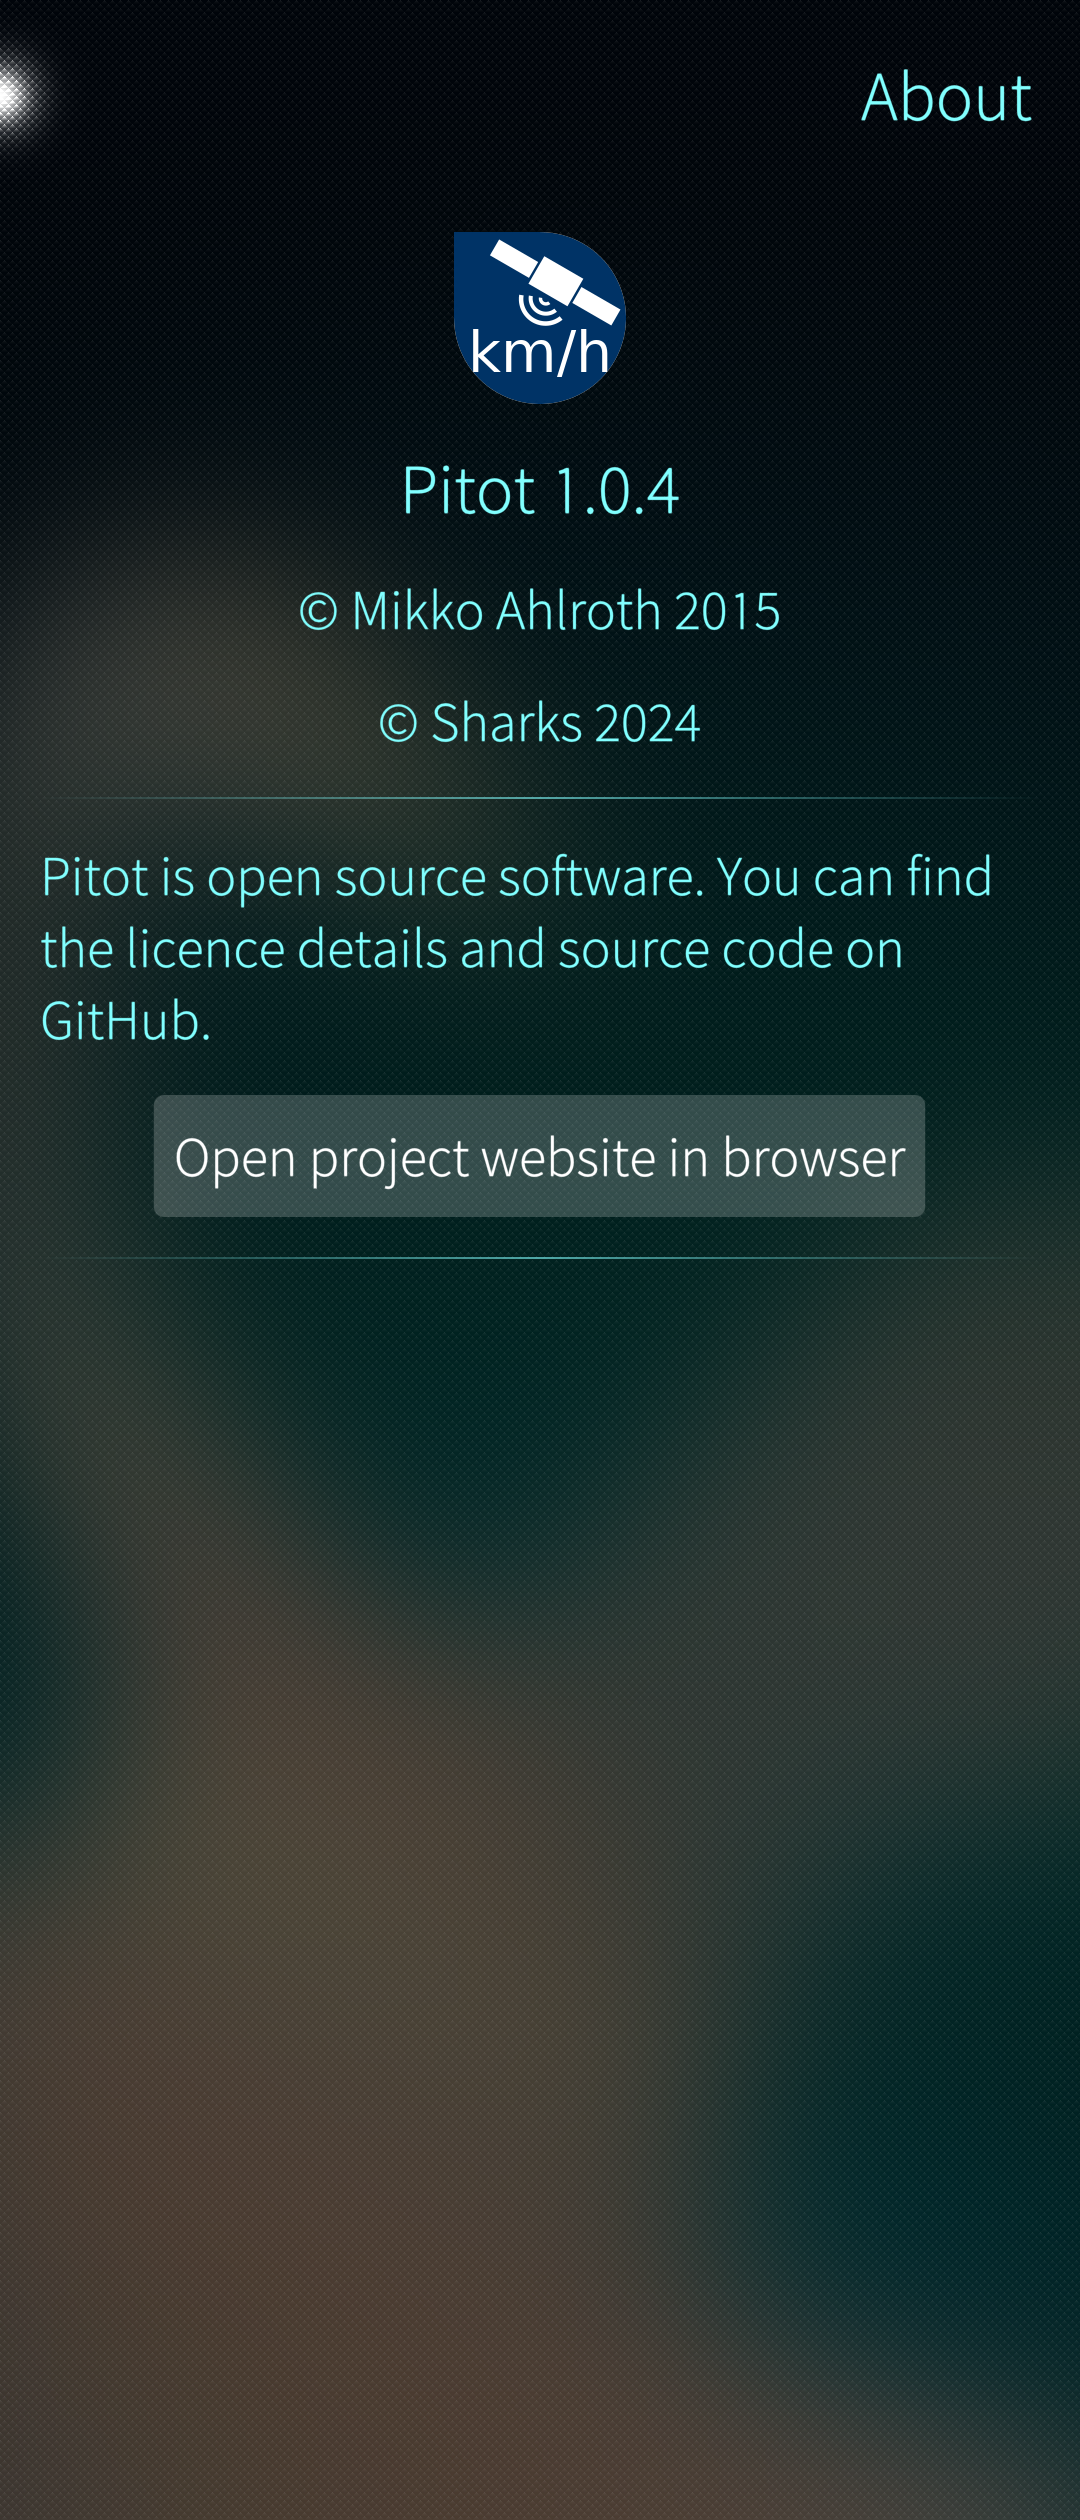 About
km/h
Pitot 1.0.4
© Mikko Ahlroth 2015
© Sharks 2024
Pitot is open source software. You can find
the licence details and source code on
GitHub.
Open project website in browser